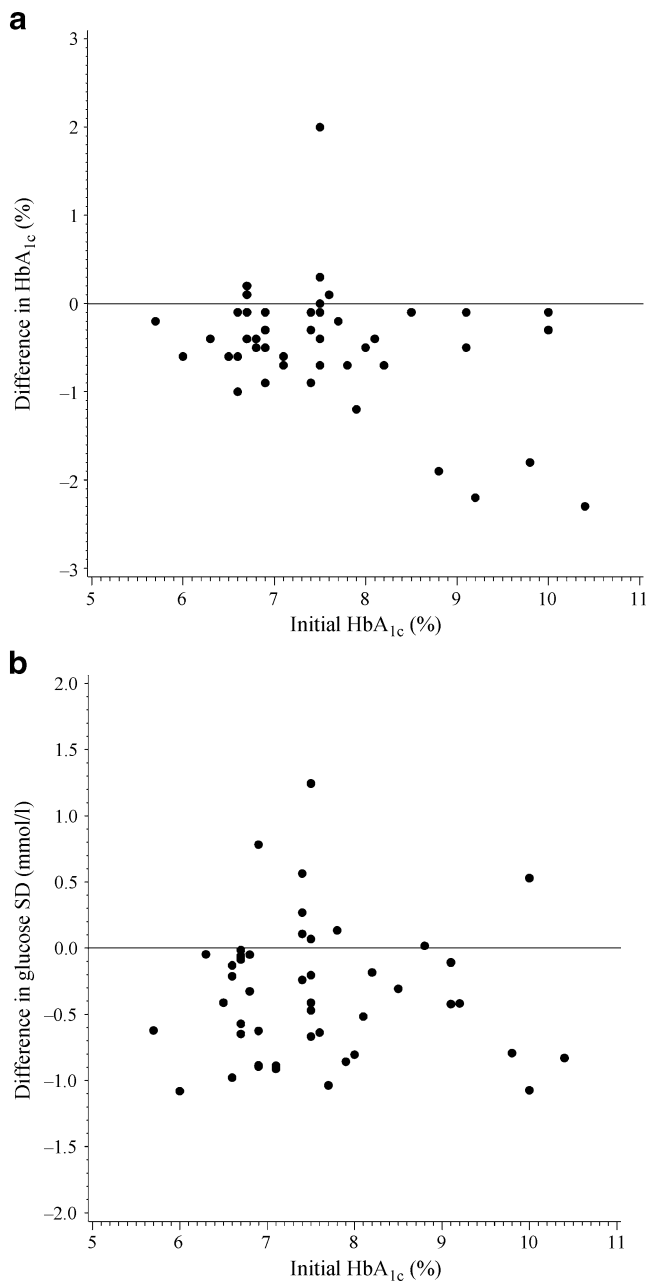 a
3
2
1
0
–1
–2
–3
Difference in HbA1c (%)
5 6 7 8 9 10 11
Initial HbA1c (%)
b
2.0
1.5
1.0
0.5
0.0
–0.5
–1.0
–1.5
–2.0
Difference in glucose SD (mmol/l)
5 6 7 8 9 10 11
Initial HbA1c (%)